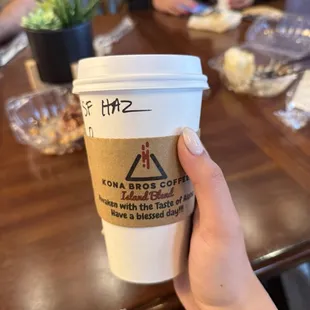 SF HAZ
KONA BROS COFFEE
Island Blend
Awaken with the Taste of
Have a blessed day!!